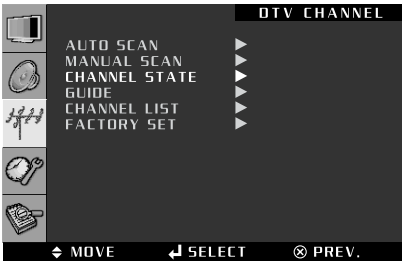 DTV CHANNEL
AUTO SCAN
MANUAL SCAN
CHANNEL STATE
GUIDE
CHANNEL LIST
FACTORY SET
MOVE SELECT PREV.